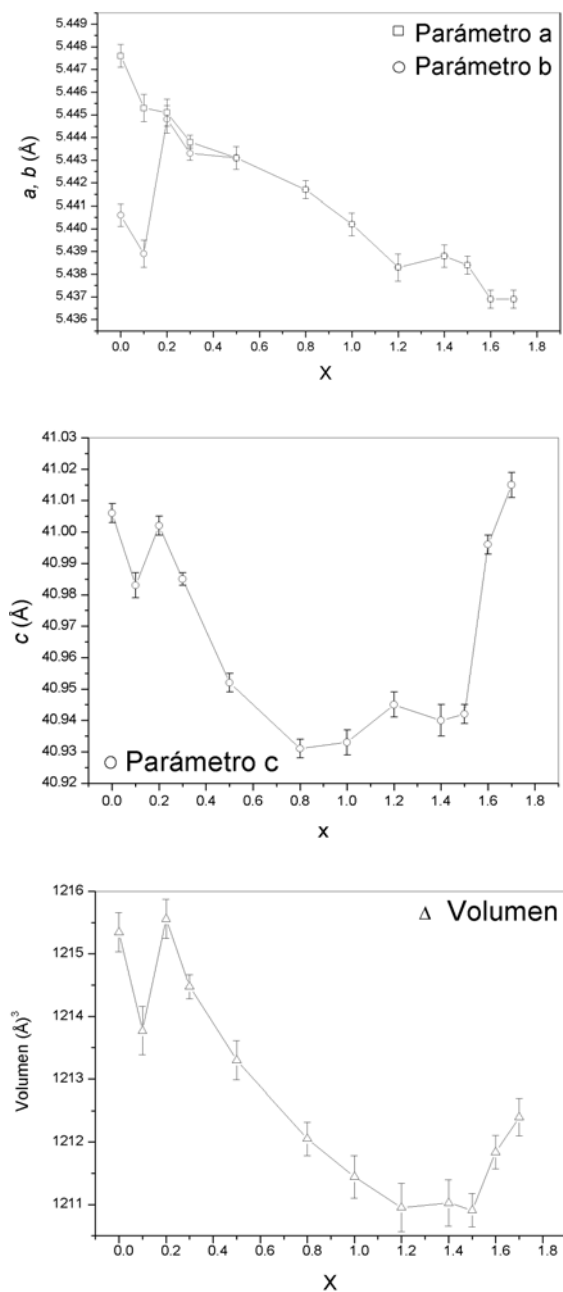 5.449
5.448
5.447
5.446
5.445
5.444
5.443
5.442
5.441
5.440
5.439
5.438
5.437
5.436
a, b (Å)
Parámetro a
Parámetro b
0.0 0.2 0.4 0.6 0.8 1.0 1.2 1.4 1.6 1.8
X
41.03
41.02
41.01
41.00
40.99
40.98
40.97
40.96
40.95
40.94
40.93
40.92
c (Å)
Parámetro c
0.0 0.2 0.4 0.6 0.8 1.0 1.2 1.4 1.6 1.8
x
1216
1215
1214
1213
1212
1211
Volumen (Å)³
Δ Volumen
0.0 0.2 0.4 0.6 0.8 1.0 1.2 1.4 1.6 1.8
X